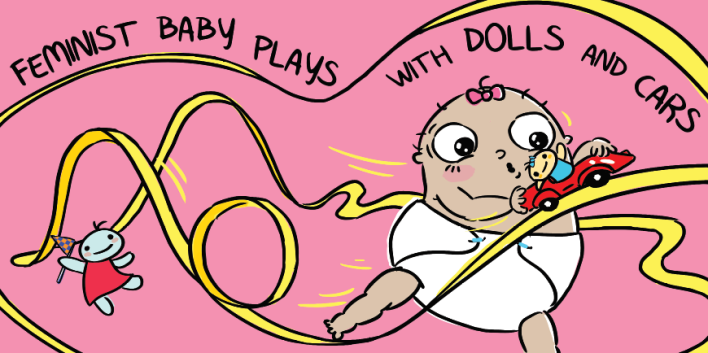 FEMINIST BABY PLAYS
WITH DOLLS AND CARS